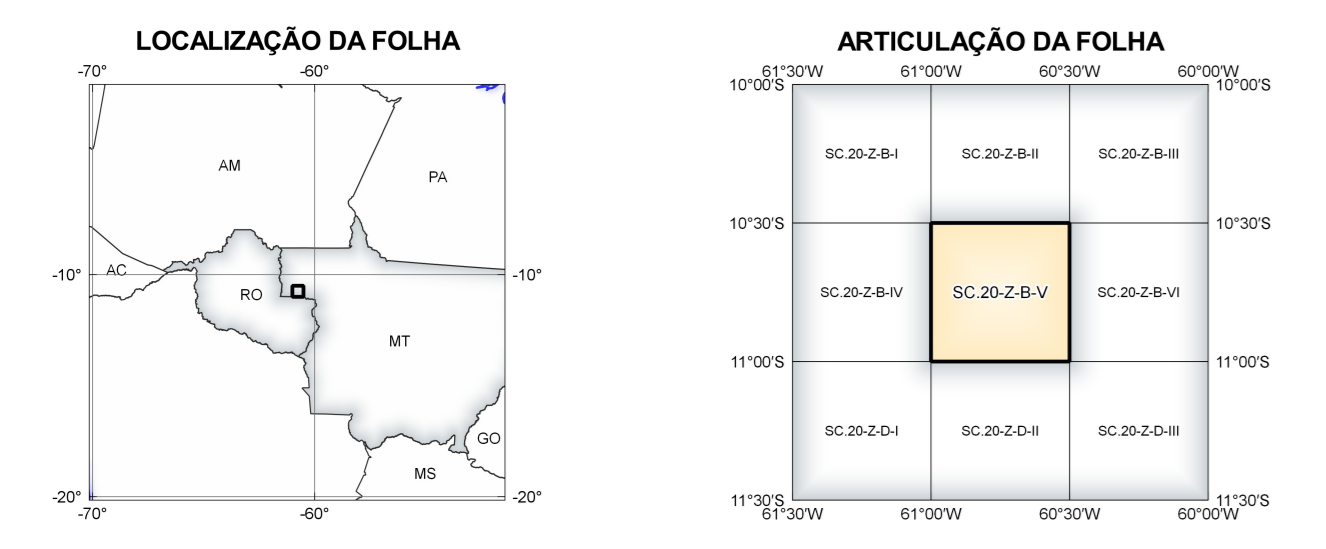 LOCALIZAÇÃO DA FOLHA
-70° -60°
AM
PA
-10° AC -10°
RO
MT
GO
MS
-20° -20°
-70° -60°
ARTICULAÇÃO DA FOLHA
61°30'W 61°00'W 60°30'W 60°00'W
10°00'S 10°00'S
SC.20-Z-B-I SC.20-Z-B-II SC.20-Z-B-III
10°30'S 10°30'S
SC.20-Z-B-IV SC.20-Z-B-V SC.20-Z-B-VI
11°00'S 11°00'S
SC.20-Z-D-I SC.20-Z-D-II SC.20-Z-D-III
11°30'S 11°30'S
61°30'W 61°00'W 60°30'W 60°00'W